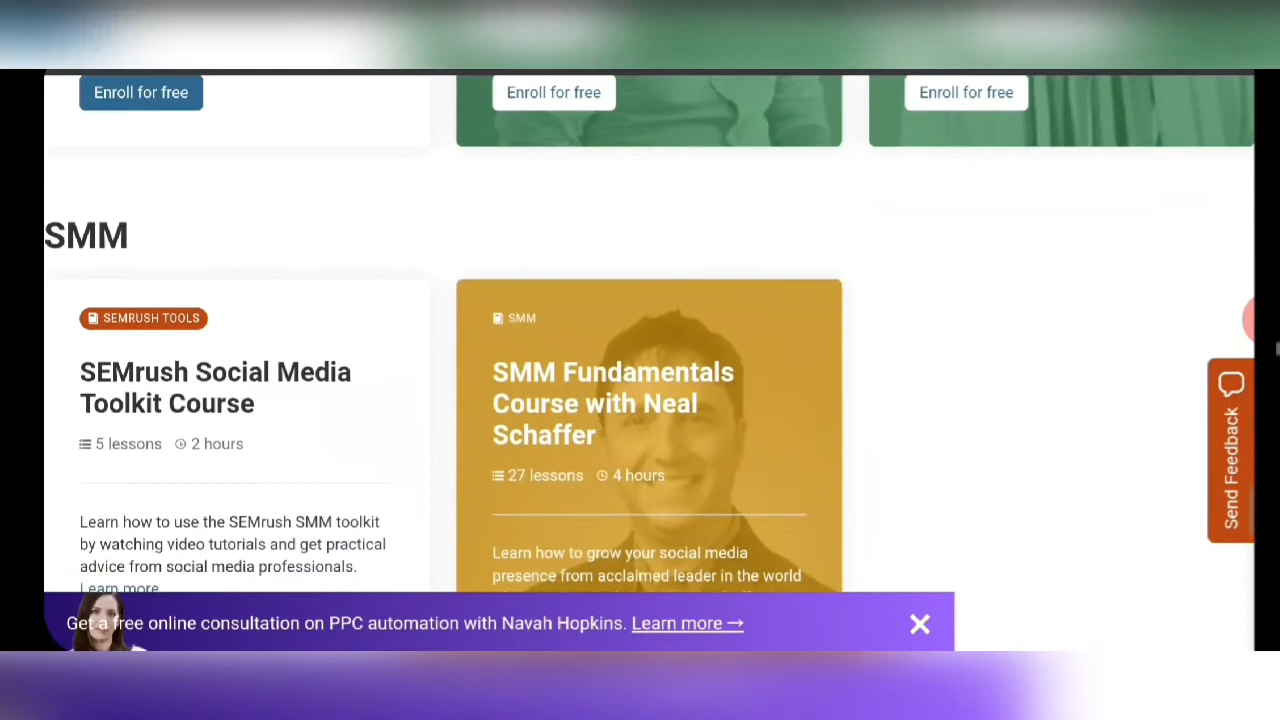 Enroll for free
Enroll for free
Enroll for free
SMM
SEMRUSH TOOLS
SEMrush Social Media
Toolkit Course
5 lessons 2 hours
Learn how to use the SEMrush SMM toolkit
by watching video tutorials and get practical
advice from social media professionals.
Learn more
SMM
SMM Fundamentals
Course with Neal
Schaffer
27 lessons 4 hours
Learn how to grow your social media
presence from acclaimed leader in the world
Send Feedback
Get a free online consultation on PPC automation with Navah Hopkins. Learn more →